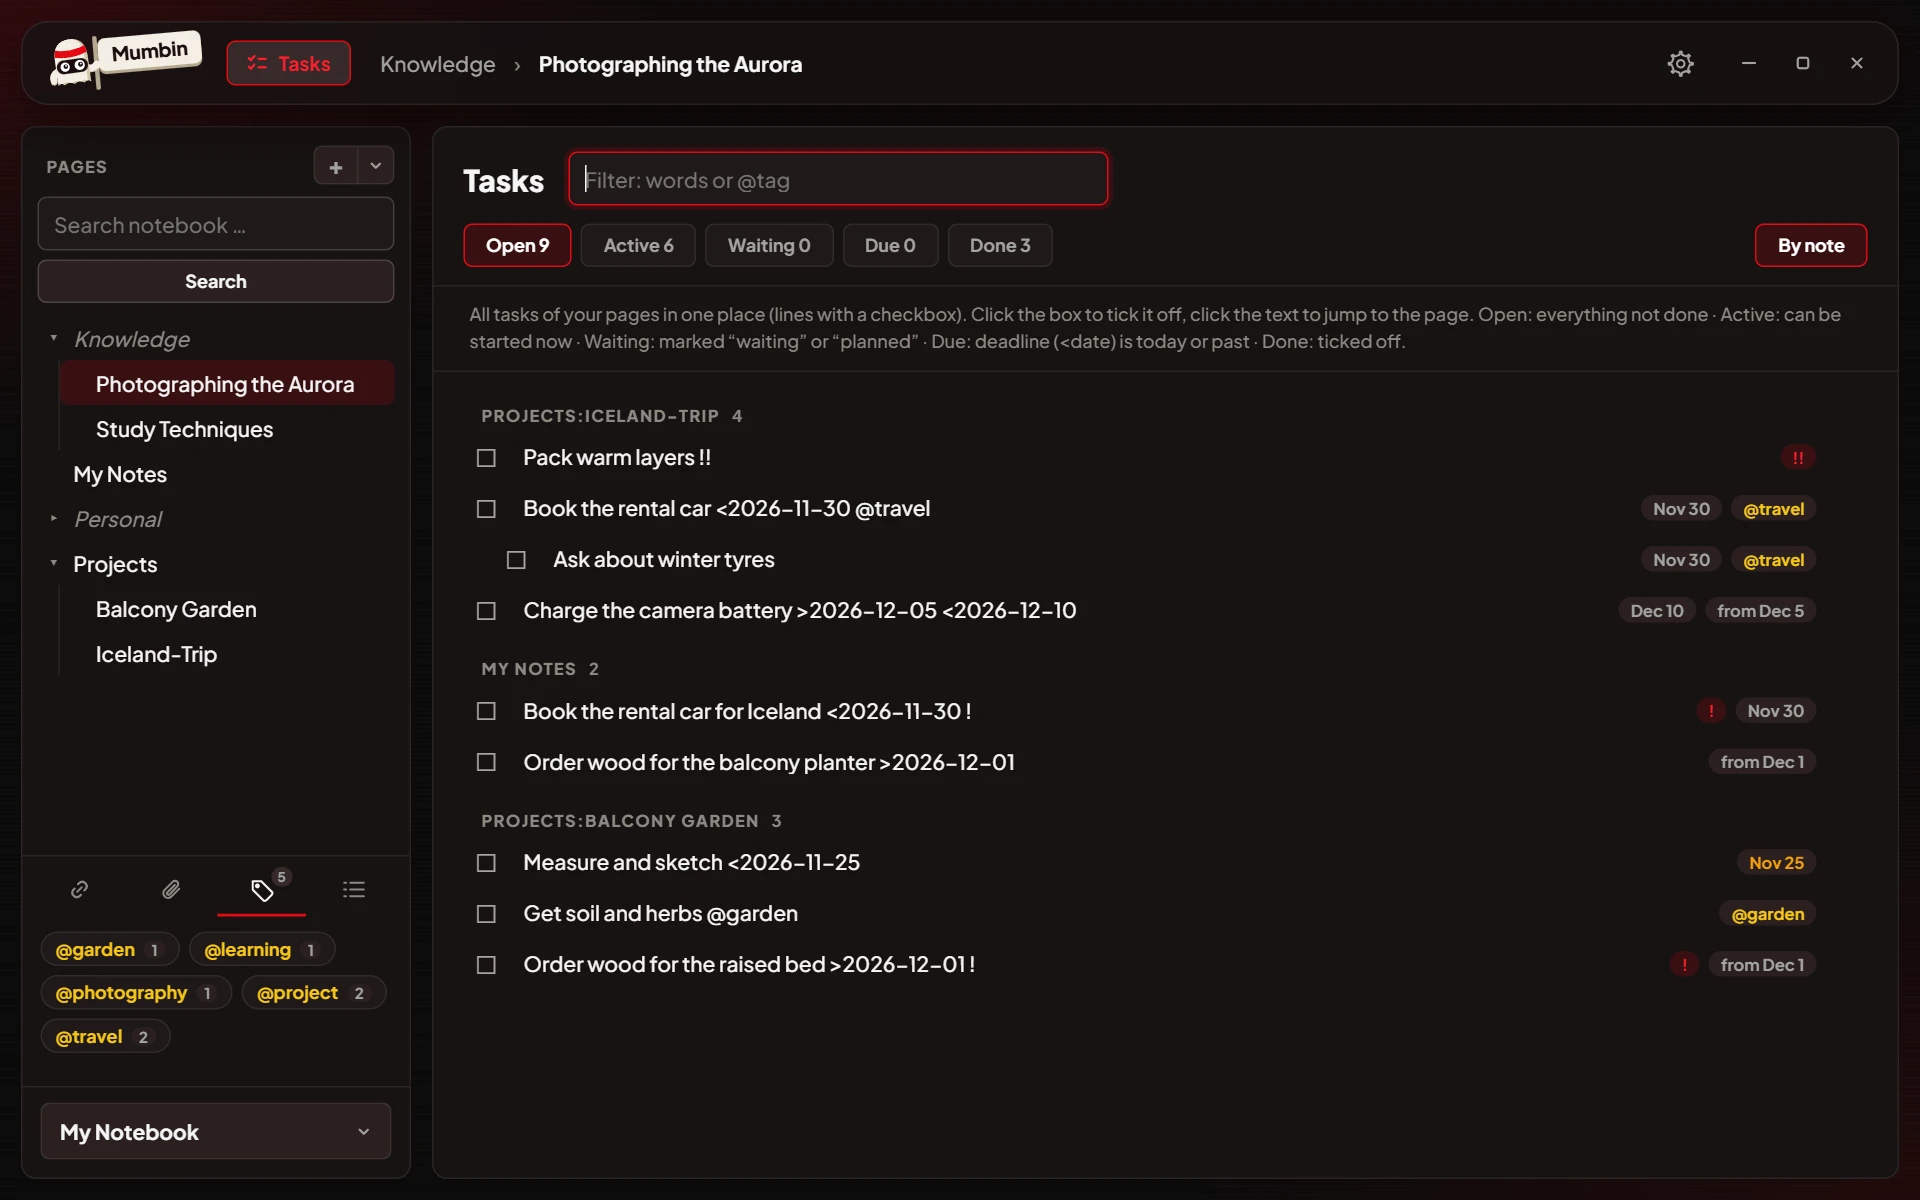 Mumbin
Tasks
Knowledge › Photographing the Aurora
PAGES
+
Search notebook ...
Search
Knowledge
Photographing the Aurora
Study Techniques
My Notes
Personal
Projects
Balcony Garden
Iceland-Trip
5
@garden 1
@learning 1
@photography 1
@project 2
@travel 2
My Notebook
Tasks
Filter: words or @tag
Open 9
Active 6
Waiting 0
Due 0
Done 3
By note
All tasks of your pages in one place (lines with a checkbox). Click the box to tick it off, click the text to jump to the page. Open: everything not done · Active: can be
started now · Waiting: marked “waiting” or “planned” · Due: deadline (<date) is today or past · Done: ticked off.
PROJECTS:ICELAND-TRIP 4
Pack warm layers !! !!
Book the rental car <2026-11-30 @travel Nov 30 @travel
Ask about winter tyres Nov 30 @travel
Charge the camera battery >2026-12-05 <2026-12-10 Dec 10 from Dec 5
MY NOTES 2
Book the rental car for Iceland <2026-11-30 ! ! Nov 30
Order wood for the balcony planter >2026-12-01 from Dec 1
PROJECTS:BALCONY GARDEN 3
Measure and sketch <2026-11-25 Nov 25
Get soil and herbs @garden @garden
Order wood for the raised bed >2026-12-01 ! ! from Dec 1